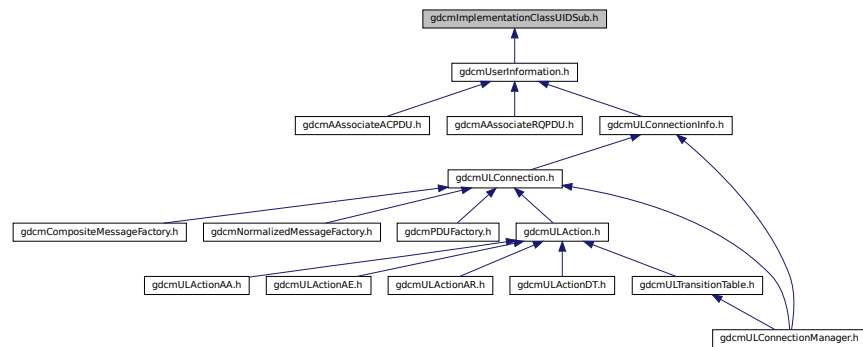 gdcmImplementationClassUIDSub.h
gdcmUserInformation.h
gdcmAAssociateACPDU.h
gdcmAAssociateRQPDU.h
gdcmULConnectionInfo.h
gdcmULConnection.h
gdcmCompositeMessageFactory.h
gdcmNormalizedMessageFactory.h
gdcmPDUFactory.h
gdcmULAction.h
gdcmULActionAA.h
gdcmULActionAE.h
gdcmULActionAR.h
gdcmULActionDT.h
gdcmULTransitionTable.h
gdcmULConnectionManager.h